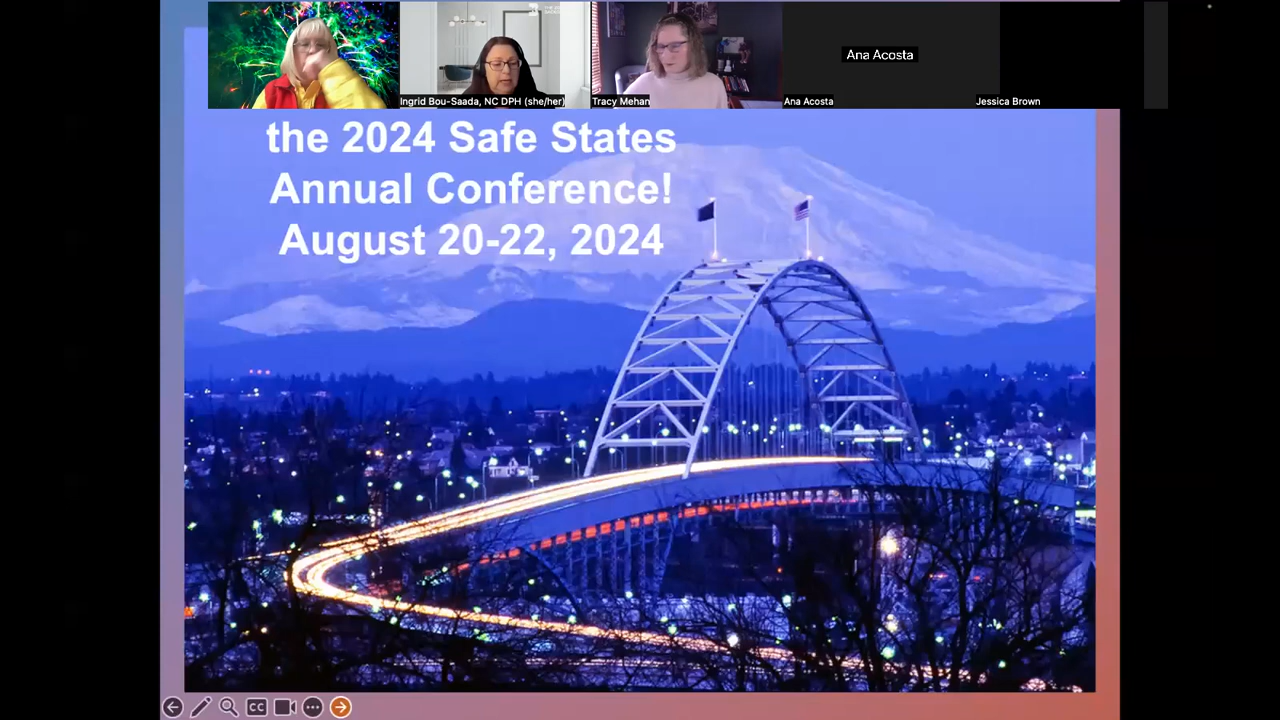 Ana Acosta
Ingrid Bou-Saada, NC DPH (she/her)
Tracy Mehan
Ana Acosta
Jessica Brown
the 2024 Safe States
Annual Conference!
August 20-22, 2024
CC